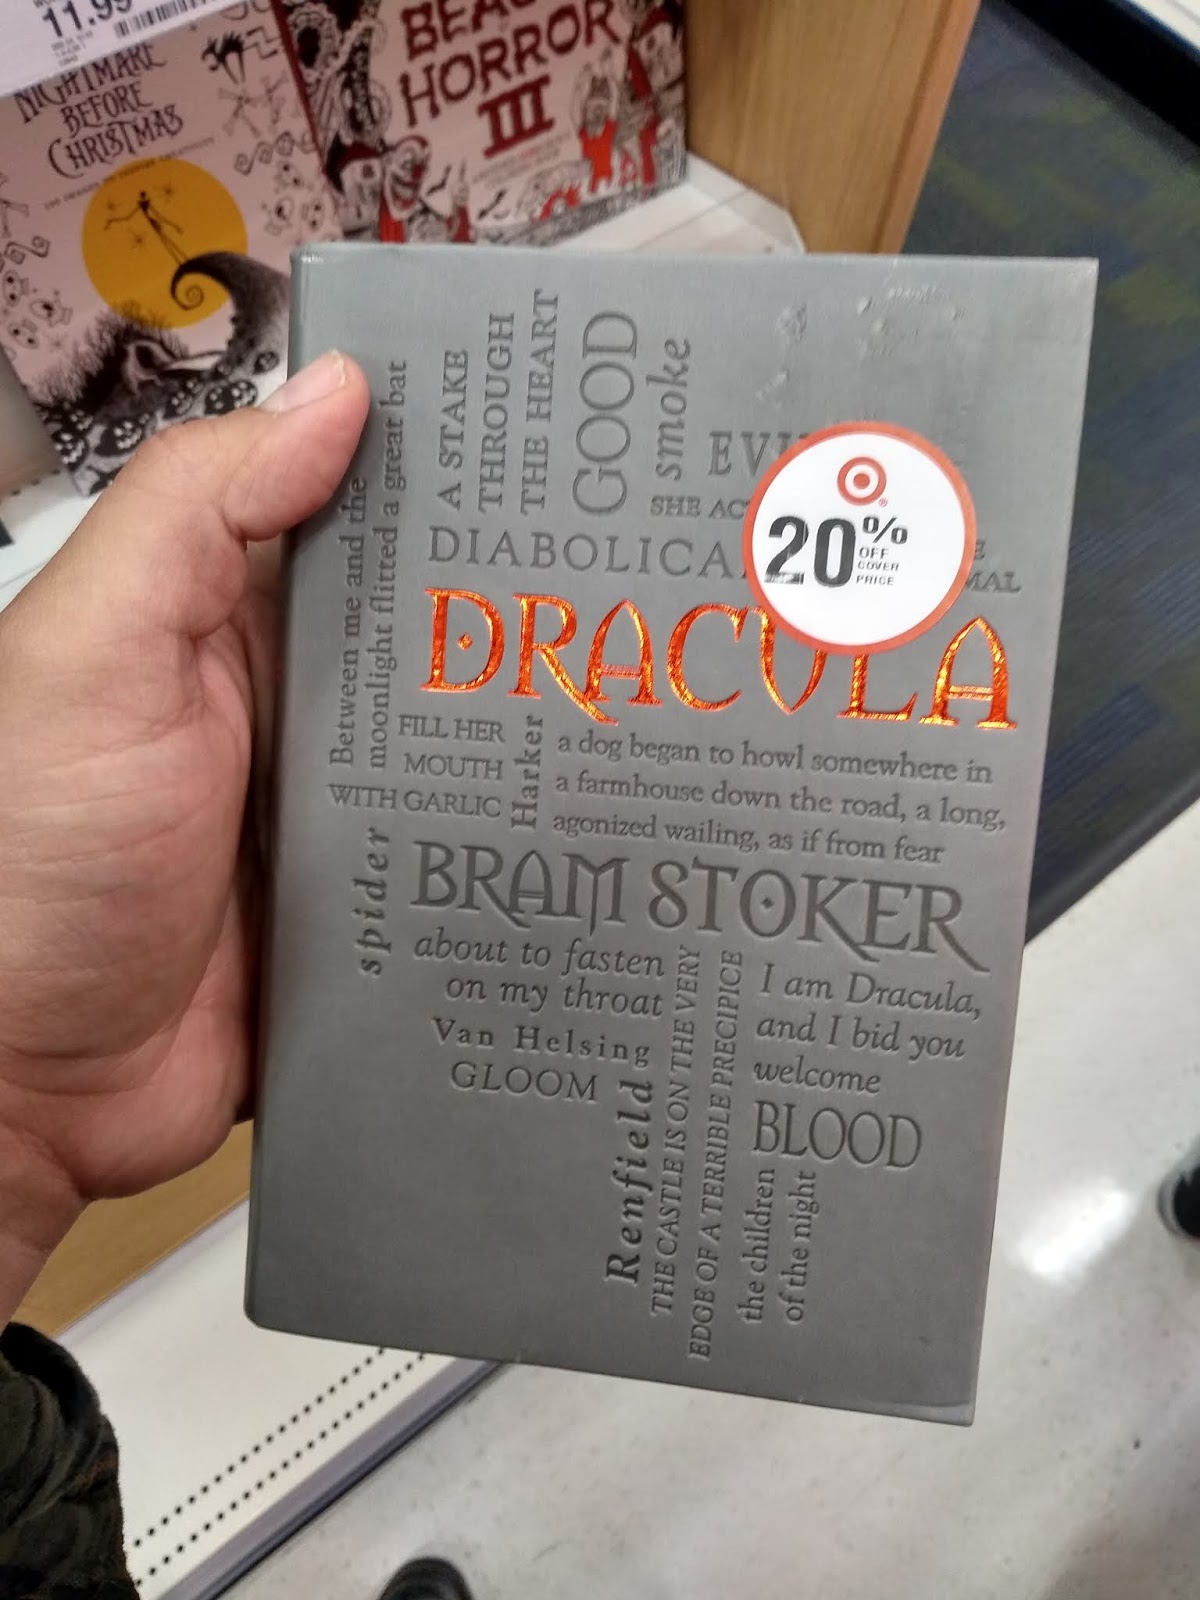 11.99
NIGHTMARE
BEFORE
CHRISTMAS
HORROR
III
A STAKE
THROUGH
THE HEART
GOOD
smoke
SHE
20%
OFF
COVER
PRICE
DRACULA
Between me and the
moonlight flitted a great bat
FILL HER
MOUTH
WITH GARLIC
Harker
a dog began to howl somewhere in
a farmhouse down the road, a long,
agonized wailing, as if from fear
spider
BRAM STOKER
about to fasten
on my throat
Van Helsing
GLOOM
Renfield
THE CASTLE IS ON THE VERY
EDGE OF A TERRIBLE PRECIPICE
I am Dracula,
and I bid you
welcome
BLOOD
the children
of the night